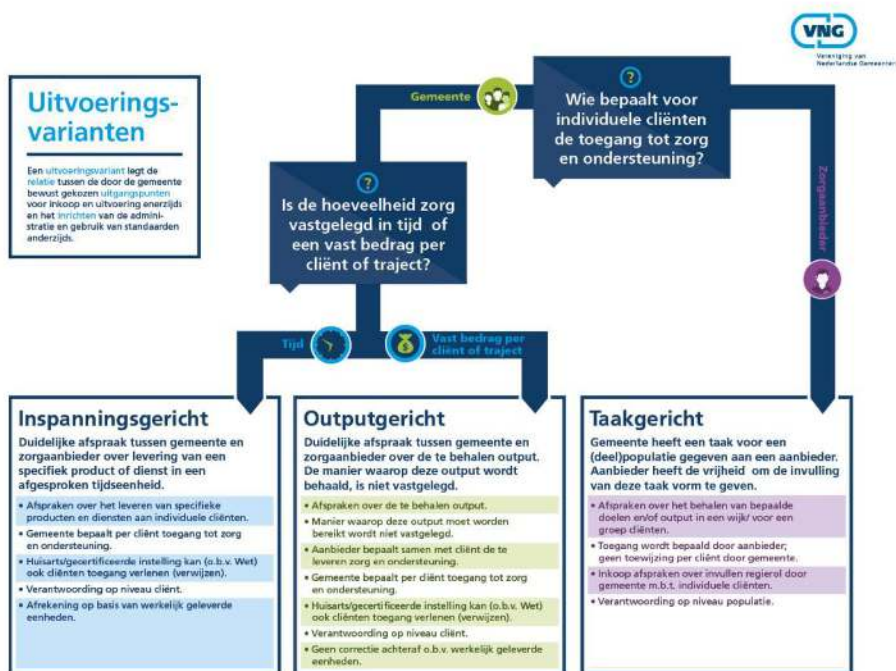 VNG
Vereniging van
Nederlandse Gemeenten
Uitvoerings-
varianten
Een uitvoeringsvariant legt de
relatie tussen de door de gemeente
bewust gekozen uitgangspunten
voor inkoop en uitvoering enerzijds
en het inrichten van de admini-
stratie en gebruik van standaarden
anderzijds.
Gemeente
?
Wie bepaalt voor
individuele cliënten
de toegang tot zorg
en ondersteuning?
Zorgaanbieder
?
Is de hoeveelheid zorg
vastgelegd in tijd of
een vast bedrag per
cliënt of traject?
Tijd
$
Vast bedrag per
cliënt of traject
Inspanningsgericht
Duidelijke afspraak tussen gemeente en
zorgaanbieder over levering van een
specifiek product of dienst in een
afgesproken tijdseenheid.
• Afspraken over het leveren van specifieke
producten en diensten aan individuele cliënten.
• Gemeente bepaalt per cliënt toegang tot zorg
en ondersteuning.
• Huisarts/gecertificeerde instelling kan (o.b.v. Wet)
ook cliënten toegang verlenen (verwijzen).
• Verantwoording op niveau cliënt.
• Afrekening op basis van werkelijk geleverde
eenheden.
Outputgericht
Duidelijke afspraak tussen gemeente en
zorgaanbieder over de te behalen output.
De manier waarop deze output wordt
behaald, is niet vastgelegd.
• Afspraken over de te behalen output.
• Manier waarop deze output moet worden
bereikt wordt niet vastgelegd.
• Aanbieder bepaalt samen met cliënt de te
leveren zorg en ondersteuning.
• Gemeente bepaalt per cliënt toegang tot zorg
en ondersteuning.
• Huisarts/gecertificeerde instelling kan (o.b.v. Wet)
ook cliënten toegang verlenen (verwijzen).
• Verantwoording op niveau cliënt.
• Geen correctie achteraf o.b.v. werkelijk geleverde
eenheden.
Taakgericht
Gemeente heeft een taak voor een
(deel)populatie gegeven aan een aanbieder.
Aanbieder heeft de vrijheid om de invulling
van deze taak vorm te geven.
• Afspraken over het behalen van bepaalde
doelen en/of output in een wijk/ voor een
groep cliënten.
• Toegang wordt bepaald door aanbieder;
geen toewijzing per cliënt door gemeente.
• Inkoop afspraken over invullen regierol door
gemeente m.b.t. individuele cliënten.
• Verantwoording op niveau populatie.